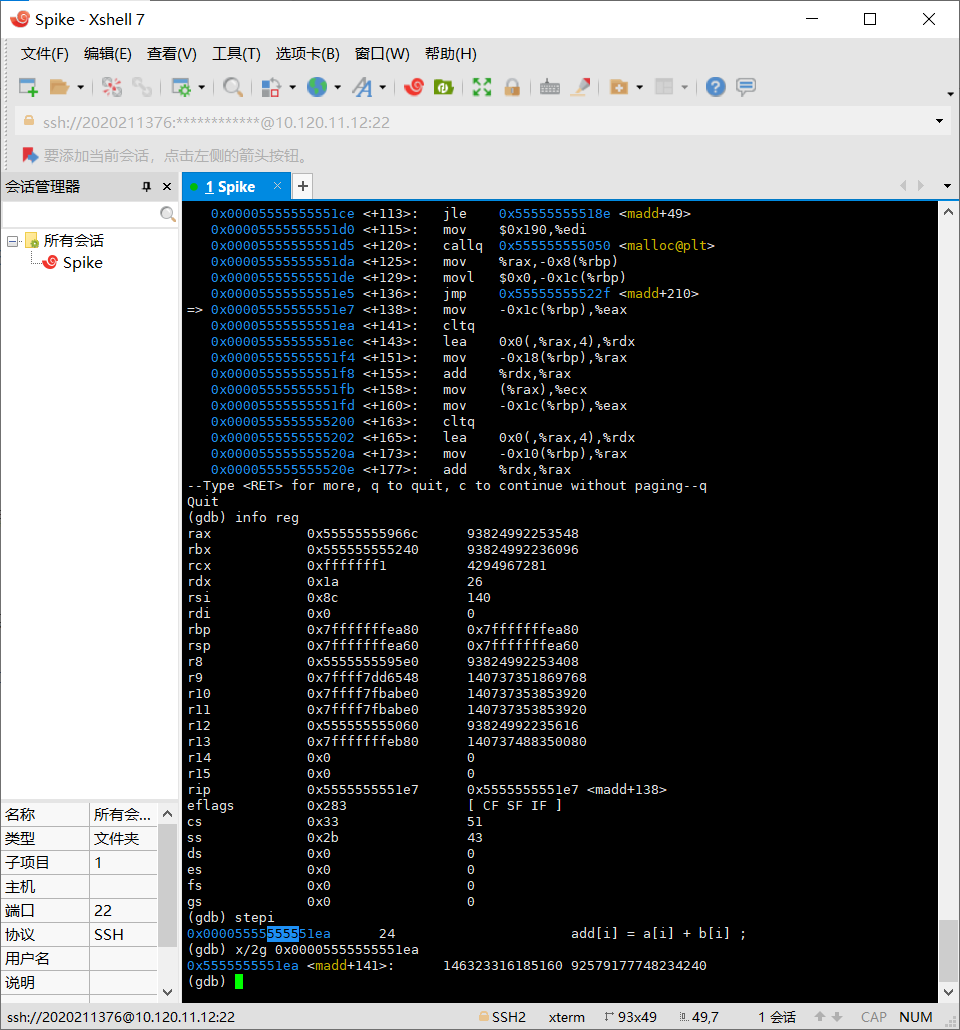 Spike - Xshell 7
文件(F) 编辑(E) 查看(V) 工具(T) 选项卡(B) 窗口(W) 帮助(H)
ssh://2020211376:************@10.120.11.12:22
要添加当前会话，点击左侧的箭头按钮。
会话管理器
1 Spike
所有会话
Spike
0x00005555555551ce <+113>: jle 0x55555555518e <madd+49>
0x00005555555551d0 <+115>: mov $0x190,%edi
0x00005555555551d5 <+120>: callq 0x555555555050 <malloc@plt>
0x00005555555551da <+125>: mov %rax,-0x8(%rbp)
0x00005555555551de <+129>: movl $0x0,-0x1c(%rbp)
0x00005555555551e5 <+136>: jmp 0x55555555522f <madd+210>
=> 0x00005555555551e7 <+138>: mov -0x1c(%rbp),%eax
0x00005555555551ea <+141>: cltq
0x00005555555551ec <+143>: lea 0x0(,%rax,4),%rdx
0x00005555555551f4 <+151>: mov -0x18(%rbp),%rax
0x00005555555551f8 <+155>: add %rdx,%rax
0x00005555555551fb <+158>: mov (%rax),%ecx
0x00005555555551fd <+160>: mov -0x1c(%rbp),%eax
0x0000555555555200 <+163>: cltq
0x0000555555555202 <+165>: lea 0x0(,%rax,4),%rdx
0x000055555555520a <+173>: mov -0x10(%rbp),%rax
0x000055555555520e <+177>: add %rdx,%rax
--Type <RET> for more, q to quit, c to continue without paging--q
Quit
(gdb) info reg
rax 0x55555555966c 93824992253548
rbx 0x555555555240 93824992236096
rcx 0xfffffff1 4294967281
rdx 0x1a 26
rsi 0x8c 140
rdi 0x0 0
rbp 0x7fffffffea80 0x7fffffffea80
rsp 0x7fffffffea60 0x7fffffffea60
r8 0x5555555595e0 93824992253408
r9 0x7ffff7dd6548 140737351869768
r10 0x7ffff7fbabe0 140737353853920
r11 0x7ffff7fbabe0 140737353853920
r12 0x555555555060 93824992235616
r13 0x7fffffffeb80 140737488350080
r14 0x0 0
r15 0x0 0
rip 0x5555555551e7 0x5555555551e7 <madd+138>
eflags 0x283 [ CF SF IF ]
cs 0x33 51
ss 0x2b 43
ds 0x0 0
es 0x0 0
fs 0x0 0
gs 0x0 0
(gdb) stepi
0x00005555555551ea 24 add[i] = a[i] + b[i] ;
(gdb) x/2g 0x00005555555551ea
0x5555555551ea <madd+141>: 146323316185160 92579177748234240
(gdb)
名称 所有会...
类型 文件夹
子项目 1
主机
端口 22
协议 SSH
用户名
说明
ssh://2020211376@10.120.11.12:22 SSH2 xterm 93x49 49,7 1 会话 CAP NUM